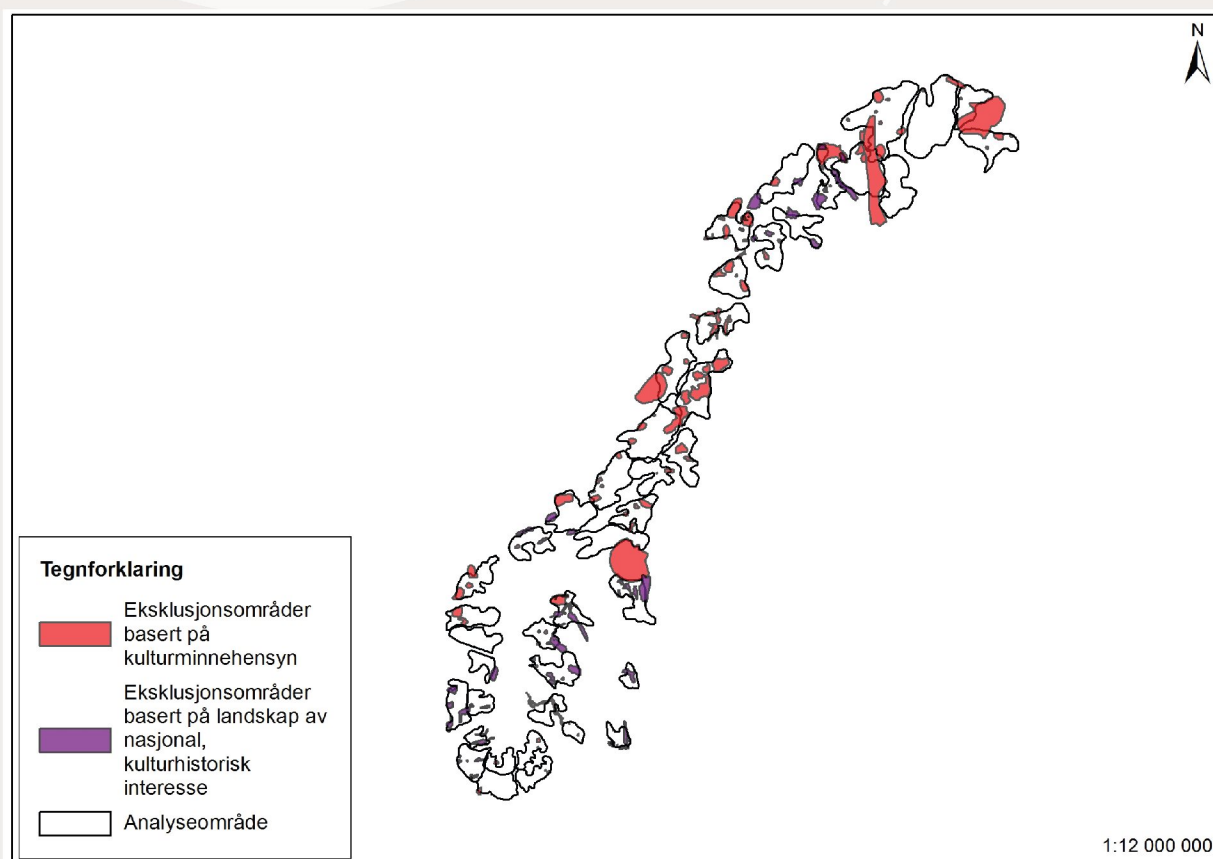 N
Tegnforklaring
Eksklusjonsområder
basert på
kulturminnehensyn
Eksklusjonsområder
basert på landskap av
nasjonal,
kulturhistorisk
interesse
Analyseområde
1:12 000 000